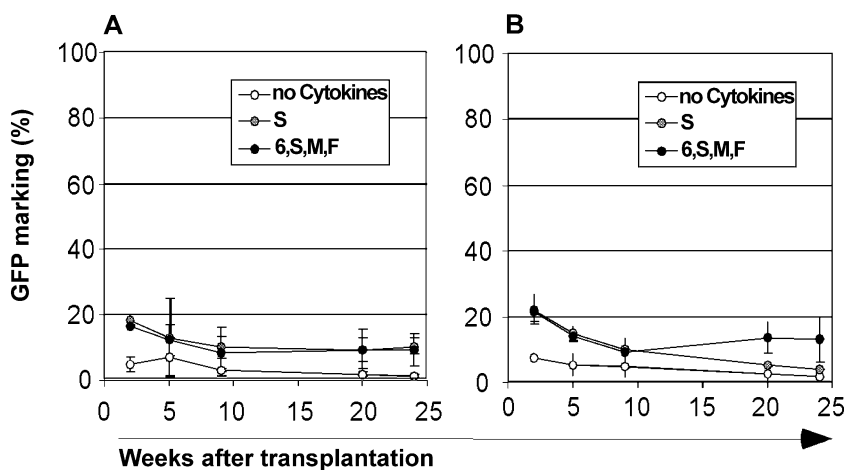 A
B
GFP marking (%)
100
80
60
40
20
0
no Cytokines
S
6,S,M,F
0 5 10 15 20 25
100
80
60
40
20
0
no Cytokines
S
6,S,M,F
0 5 10 15 20 25
Weeks after transplantation